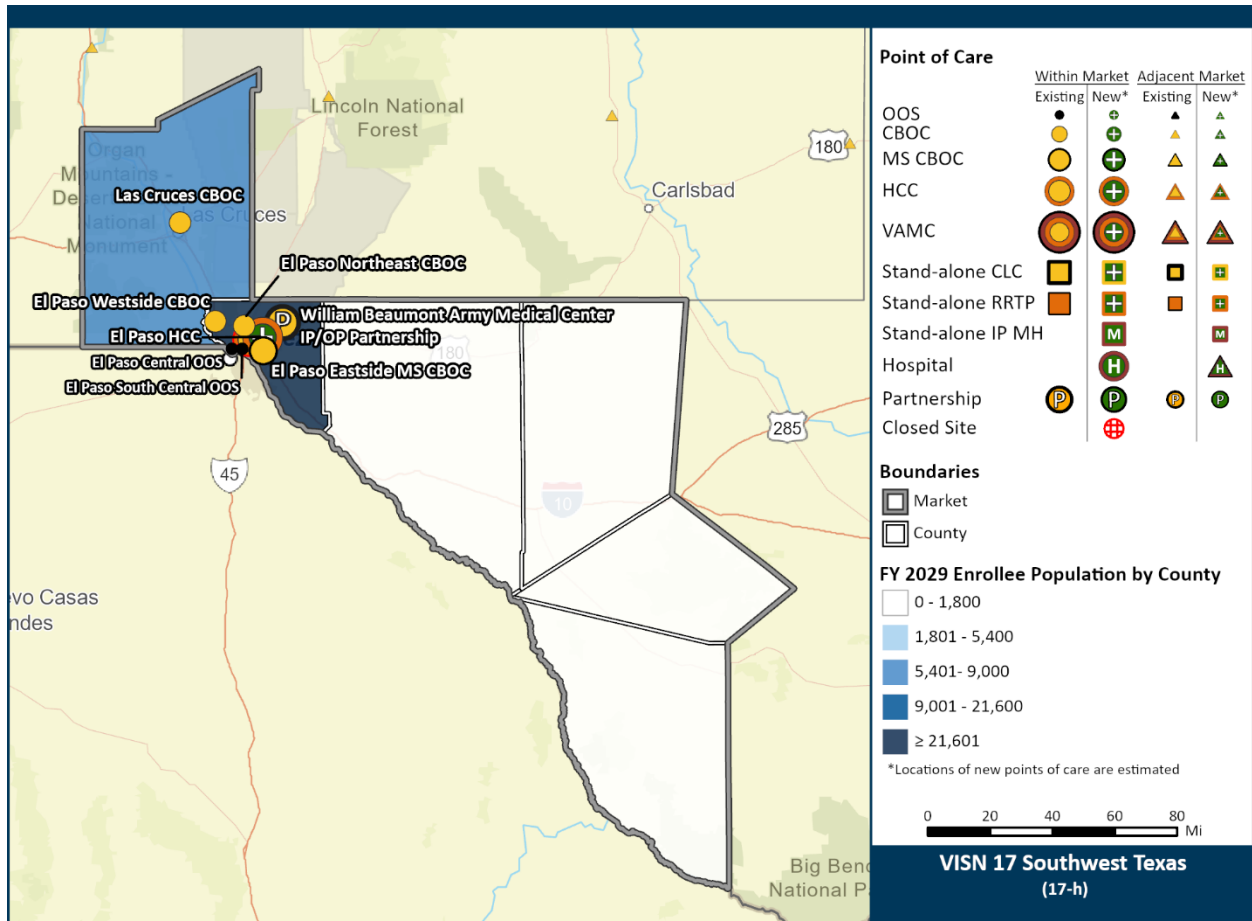 Lincoln National
Forest
Organ
Mountains -
Las Cruces CBOC
National
Monument
Carlsbad
180
El Paso Northeast CBOC
El Paso Westside CBOC
P
William Beaumont Army Medical Center
El Paso HCC
IP/OP Partnership
180
El Paso Central OOS
El Paso Eastside MS CBOC
El Paso South Central OOS
285
45
10
evo Casas
ndes
Big Ben
National P
Point of Care
Within Market Adjacent Market
Existing New* Existing New*
OOS
CBOC
MS CBOC
HCC
VAMC
Stand-alone CLC
Stand-alone RRTP
Stand-alone IP MH M M
Hospital H H
Partnership P P P P
Closed Site
Boundaries
Market
County
FY 2029 Enrollee Population by County
0 - 1,800
1,801 - 5,400
5,401- 9,000
9,001 - 21,600
≥ 21,601
*Locations of new points of care are estimated
0 20 40 60 80
Mi
VISN 17 Southwest Texas
(17-h)